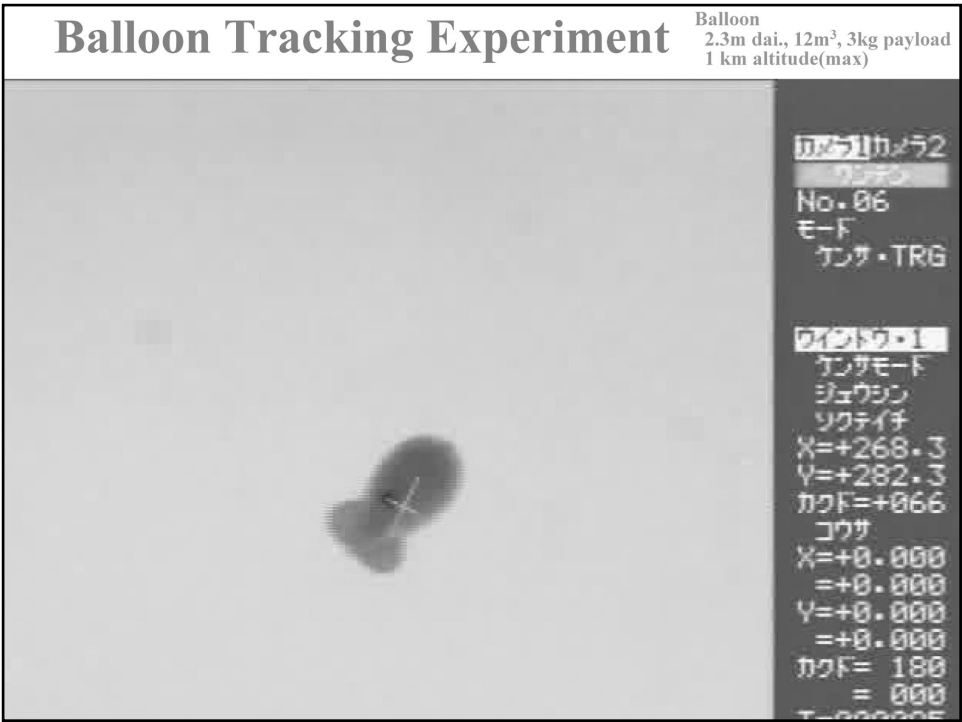 Balloon Tracking Experiment
Balloon
2.3m dai., 12m³, 3kg payload
1 km altitude(max)
カメラ1カメラ2
No.06
モード
ケンサ・TRG
ウインドウ・1
ケンサモード
ジュウシン
ソクテイチ
X=+268.3
Y=+282.3
カクド=+066
コウサ
X=+0.000
=+0.000
Y=+0.000
=+0.000
カクド= 180
= 000